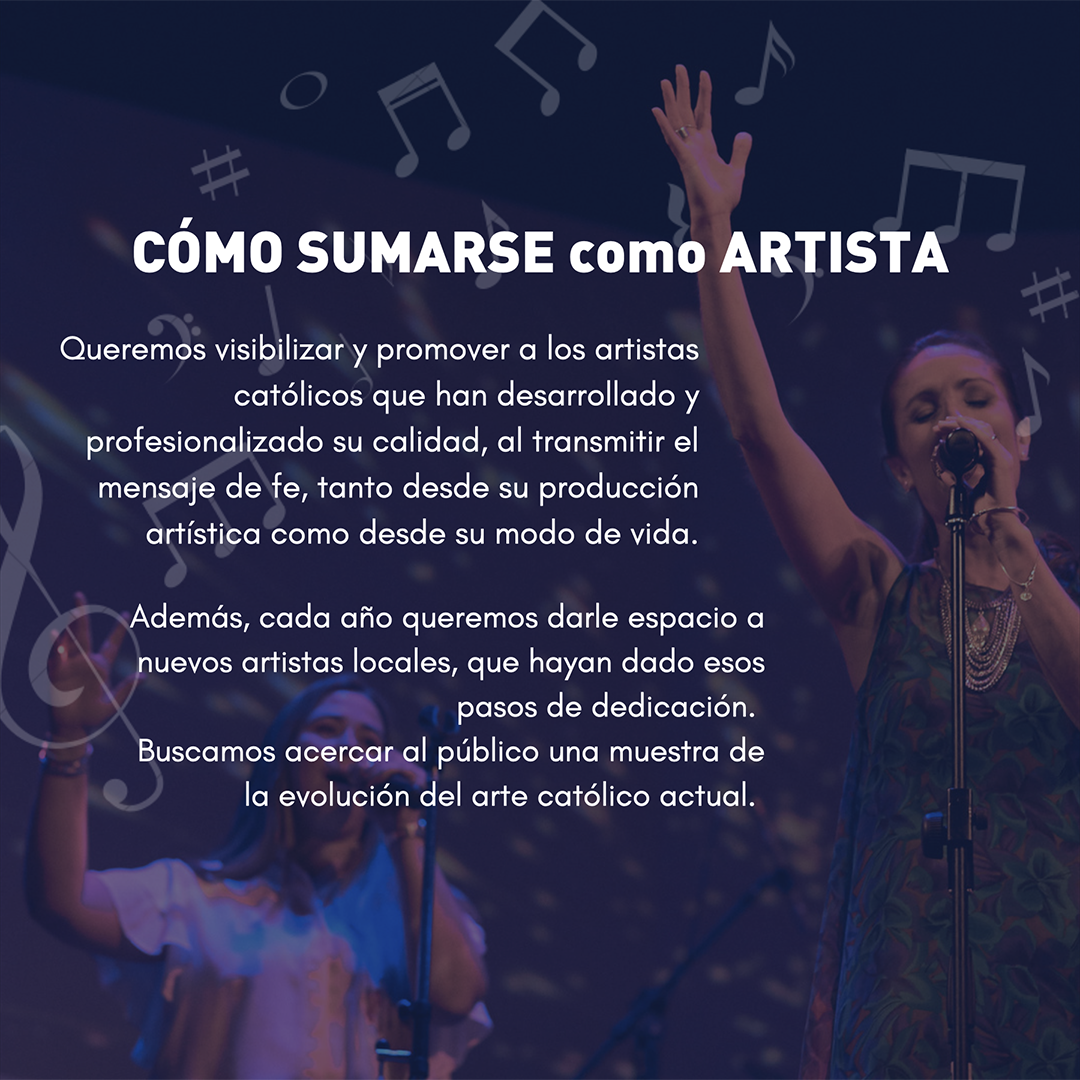 CÓMO SUMARSE como ARTISTA
Queremos visibilizar y promover a los artistas
católicos que han desarrollado y
profesionalizado su calidad, al transmitir el
mensaje de fe, tanto desde su producción
artística como desde su modo de vida.
Además, cada año queremos darle espacio a
nuevos artistas locales, que hayan dado esos
pasos de dedicación.
Buscamos acercar al público una muestra de
la evolución del arte católico actual.